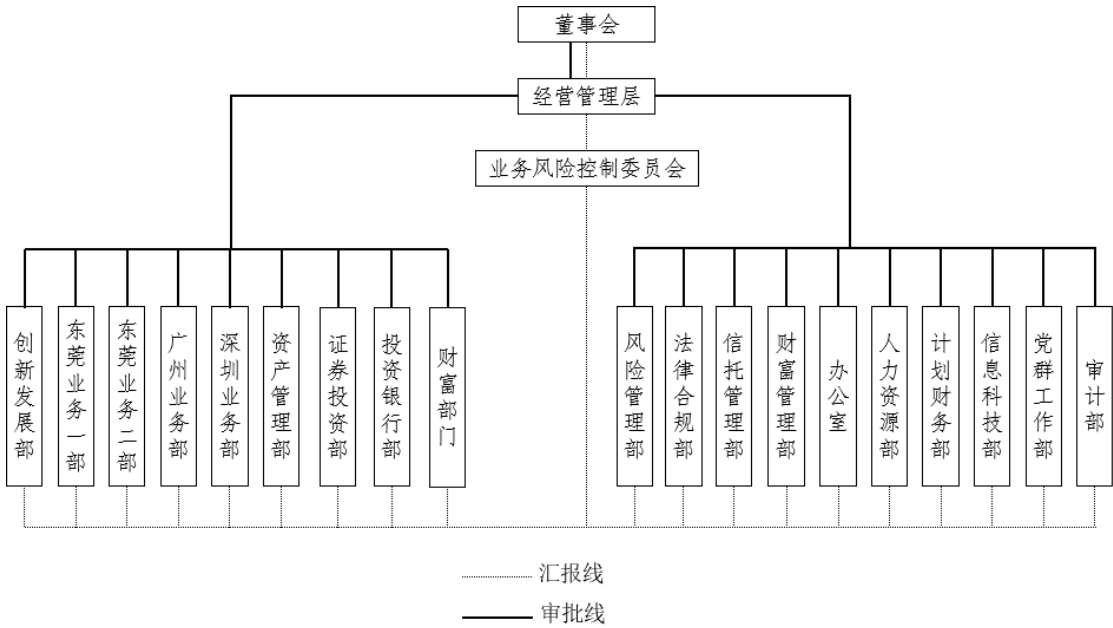 董事会
经营管理层
业务风险控制委员会
创新发展部
东莞业务一部
东莞业务二部
广州业务部
深圳业务部
资产管理部
证券投资部
投资银行部
财富部门
风险管理部
法律合规部
信托管理部
财富管理部
办公室
人力资源部
计划财务部
信息科技部
党群工作部
审计部
汇报线
审批线